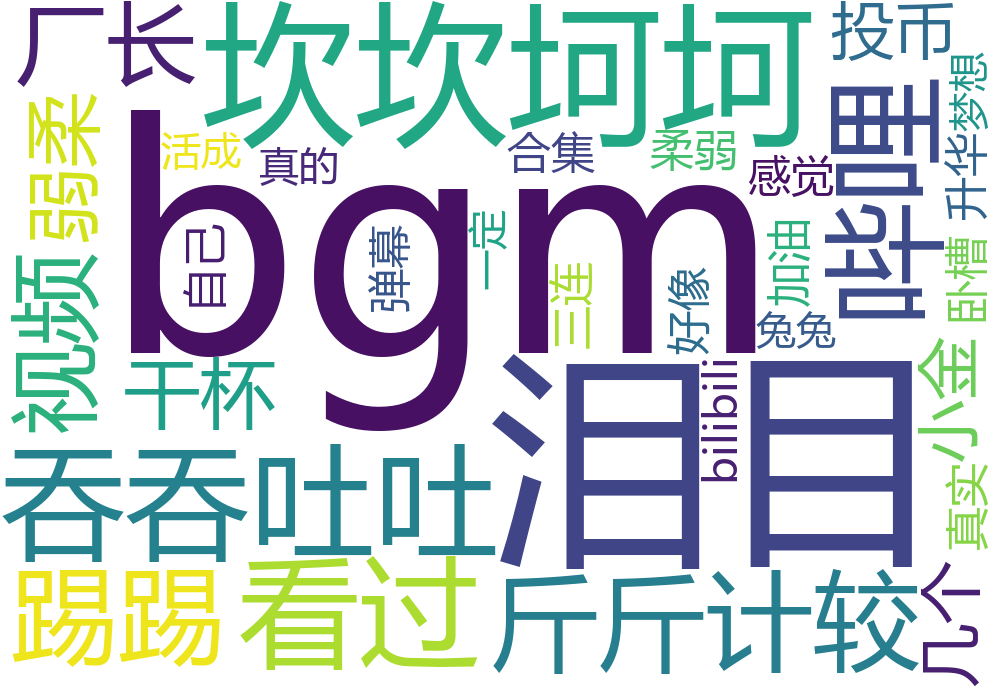 厂长
坎坎坷坷
投币
梦想
弱柔
活成
真的
合集
柔弱
感觉
哔哩
升华
bgm
自己
弹幕
一定
三连
好像
加油
兔兔
卧槽
视频
干杯
泪目
bilibili
小金
吞吞吐吐
真实
踢踢
看过
斤斤计较
几个